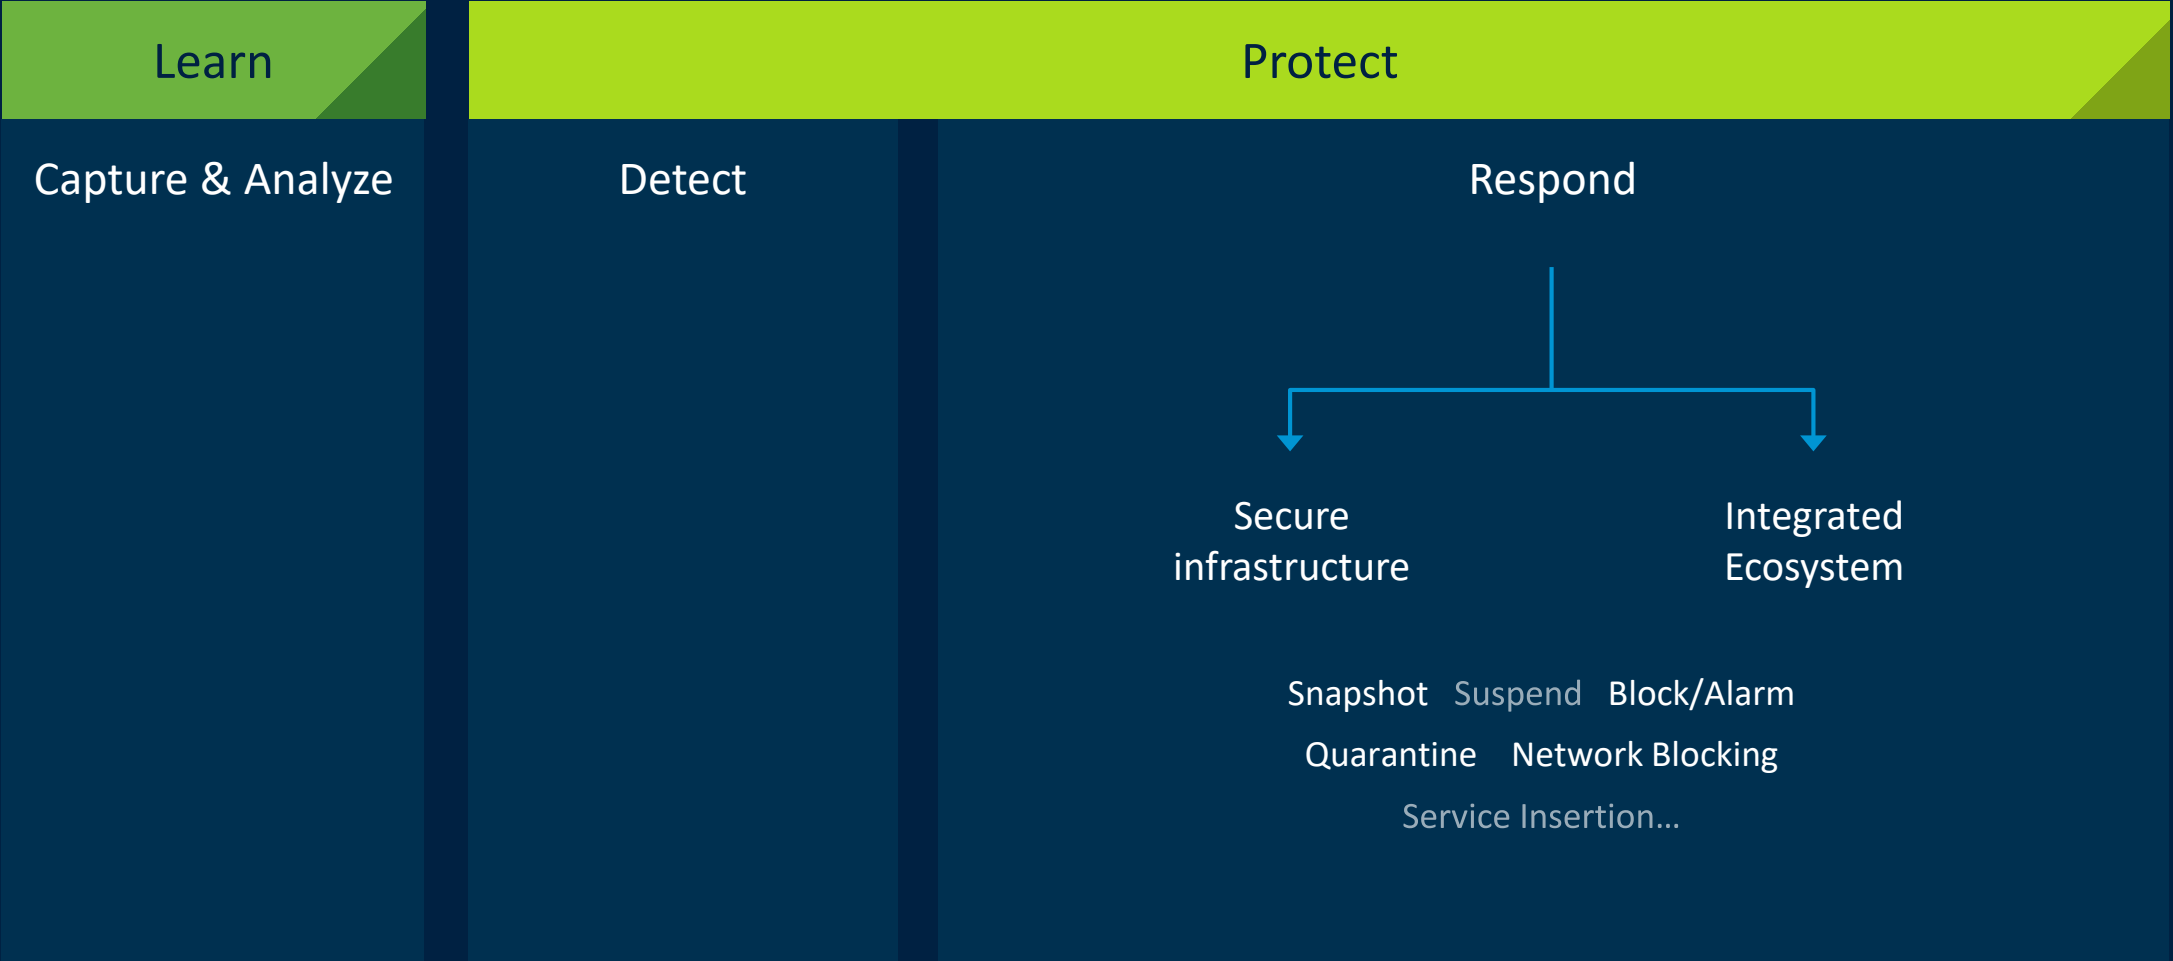 Learn
Protect
Capture & Analyze
Detect
Respond
Secure
infrastructure
Integrated
Ecosystem
Snapshot Suspend Block/Alarm
Quarantine Network Blocking
Service Insertion...